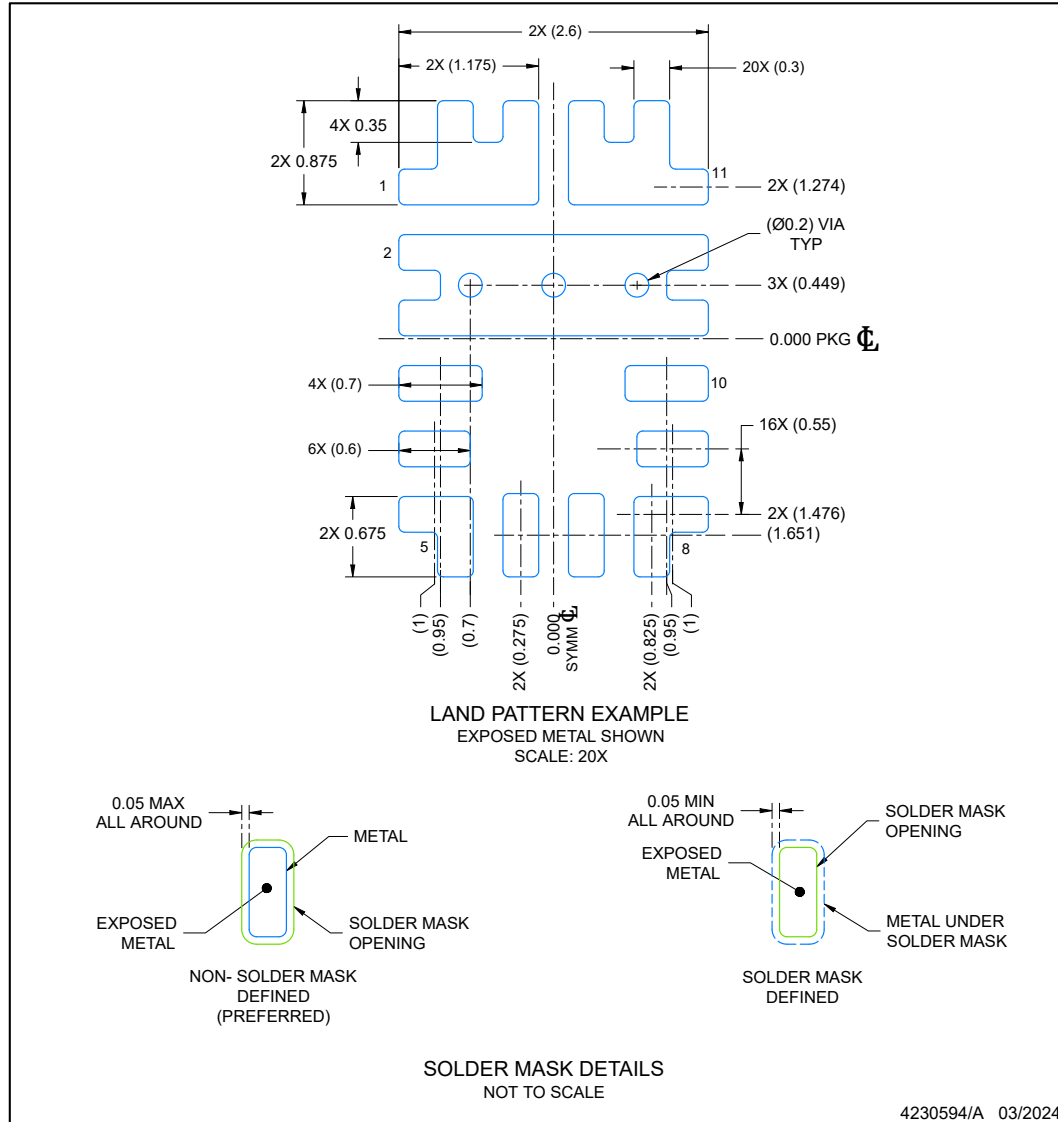 2X (2.6)
2X (1.175)
20X (0.3)
4X 0.35
2X 0.875
1
11
2X (1.274)
(Ø0.2) VIA
TYP
2
3X (0.449)
0.000 PKG ℄
4X (0.7)
10
16X (0.55)
6X (0.6)
2X (1.476)
2X 0.675
(1.651)
5
8
(1)
(0.95)
(0.7)
2X (0.275)
0.000
SYMM ℄
2X (0.825)
(0.95)
(1)
LAND PATTERN EXAMPLE
EXPOSED METAL SHOWN
SCALE: 20X
0.05 MAX
ALL AROUND
METAL
EXPOSED
METAL
SOLDER MASK
OPENING
NON- SOLDER MASK
DEFINED
(PREFERRED)
0.05 MIN
ALL AROUND
SOLDER MASK
OPENING
EXPOSED
METAL
METAL UNDER
SOLDER MASK
SOLDER MASK
DEFINED
SOLDER MASK DETAILS
NOT TO SCALE
4230594/A 03/2024